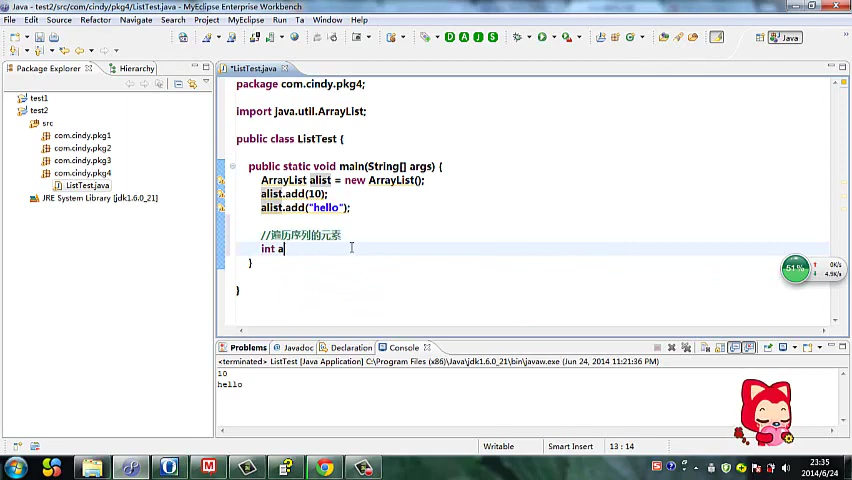 Java - test2/src/com/cindy/pkg4/ListTest.java - MyEclipse Enterprise Workbench
File Edit Source Refactor Navigate Search Project MyEclipse Run Ta Window Help
Java
Package Explorer Hierarchy
*ListTest.java
test1
test2
src
com.cindy.pkg1
com.cindy.pkg2
com.cindy.pkg3
com.cindy.pkg4
ListTest.java
JRE System Library [jdk1.6.0_21]
package com.cindy.pkg4;
import java.util.ArrayList;
public class ListTest {
public static void main(String[] args) {
ArrayList alist = new ArrayList();
alist.add(10);
alist.add("hello");
//遍历序列的元素
int a
}
}
51%
0K/s
4.9K/s
Problems Javadoc Declaration Console
<terminated> ListTest [Java Application] C:\Program Files\Java\jdk1.6.0_21\bin\javaw.exe (Jun 24, 2014 11:21:36 PM)
10
hello
Writable Smart Insert 13 : 14
23:35
2014/6/24